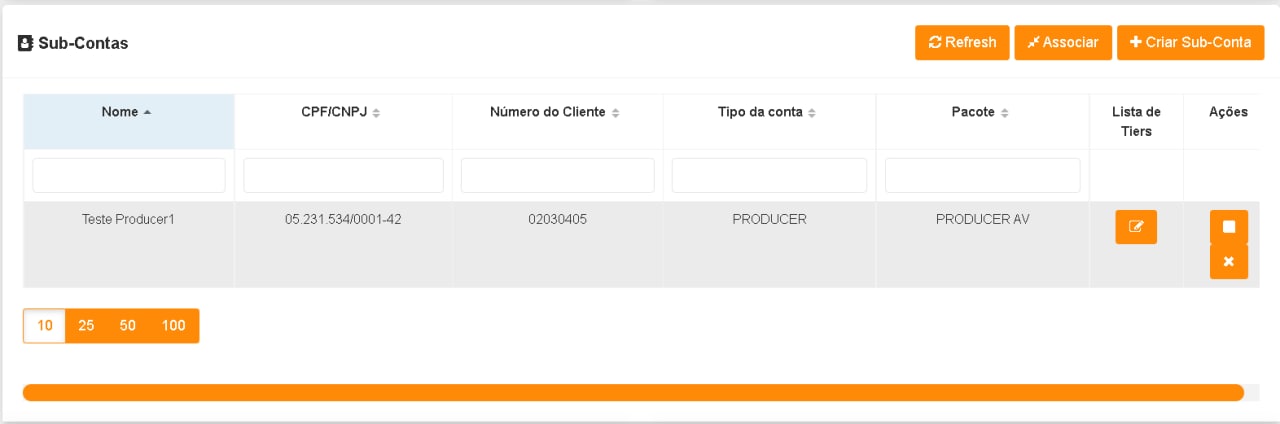 Sub-Contas
Refresh
Associar
Criar Sub-Conta
Nome
CPF/CNPJ
Número do Cliente
Tipo da conta
Pacote
Lista de
Tiers
Ações
Teste Producer1
05.231.534/0001-42
02030405
PRODUCER
PRODUCER AV
10 25 50 100